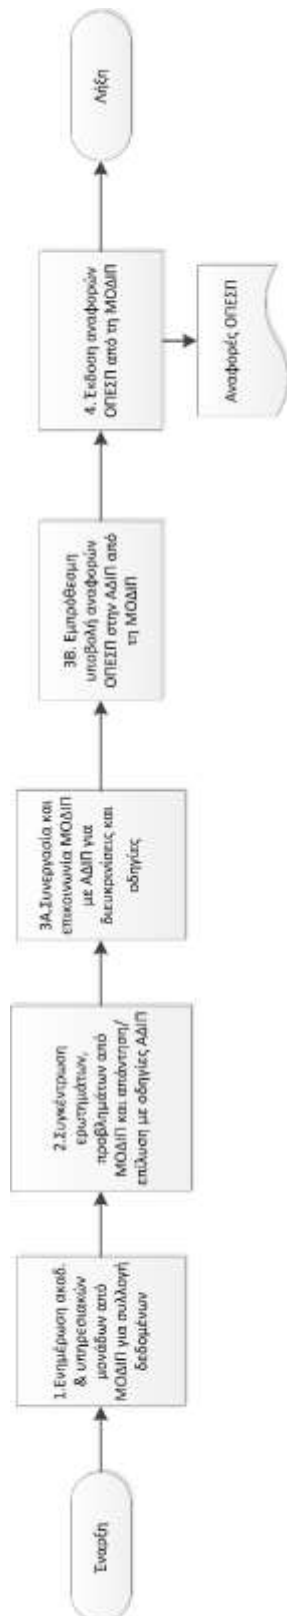 Έναρξη
1.Ενημέρωση ακαδ.
& υπηρεσιακών
μονάδων από
ΜΟΔΙΠ για συλλογή
δεδομένων
2.Συγκέντρωση
ερωτημάτων,
προβλημάτων από
ΜΟΔΙΠ και απάντηση/
επίλυση με οδηγίες ΑΔΙΠ
3Α.Συνεργασία και
επικοινωνία ΜΟΔΙΠ
με ΑΔΙΠ για
διευκρινίσεις και
οδηγίες
3Β. Εμπρόθεσμη
υποβολή αναφορών
ΟΠΕΣΠ στην ΑΔΙΠ από
τη ΜΟΔΙΠ
4. Έκδοση αναφορών
ΟΠΕΣΠ από τη ΜΟΔΙΠ
Αναφορές ΟΠΕΣΠ
Λήξη